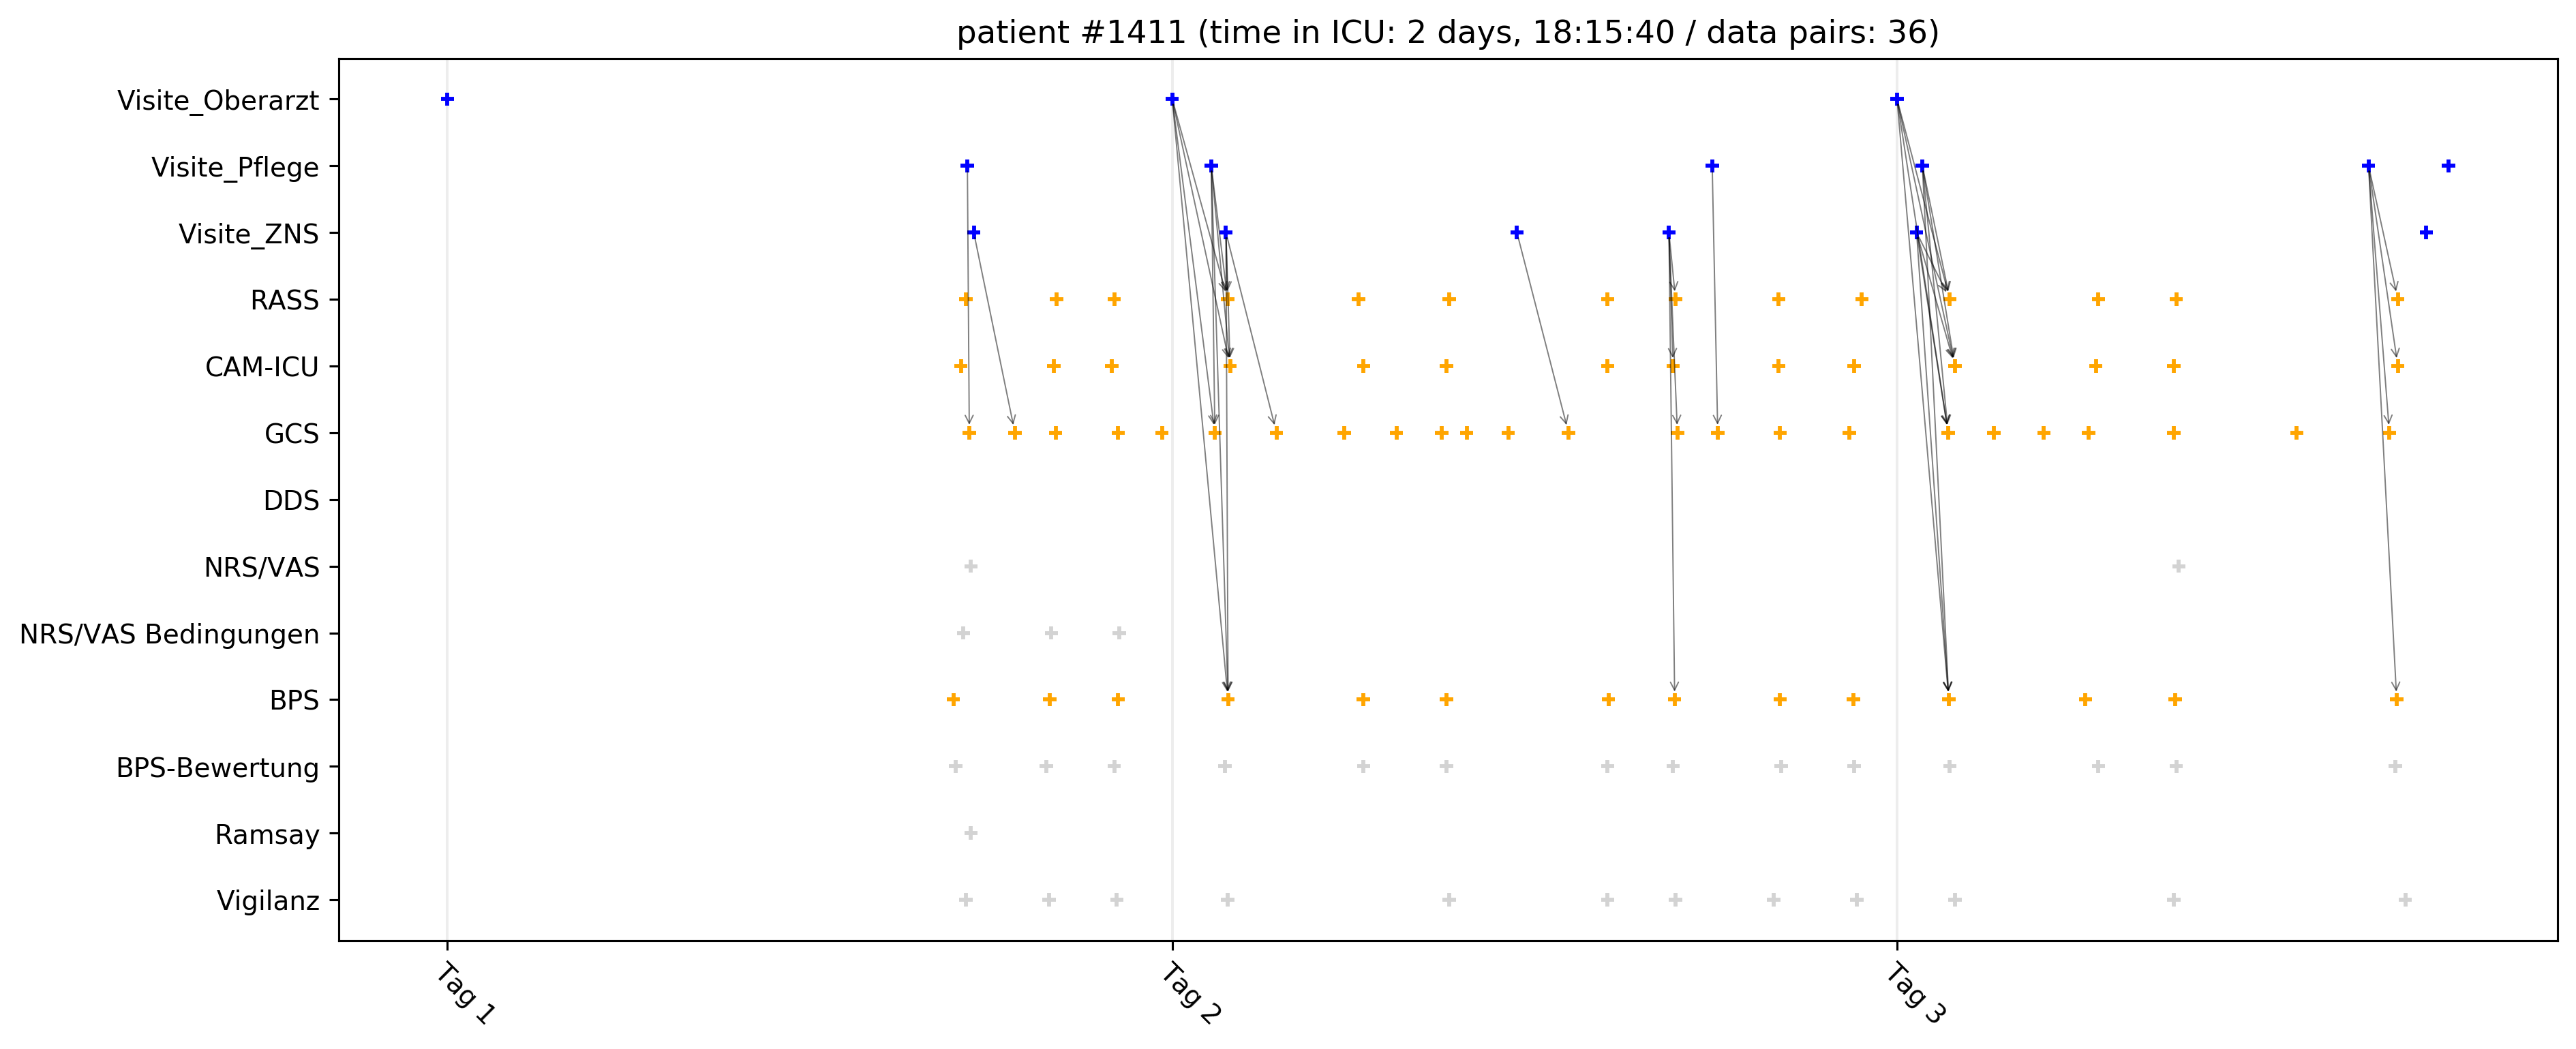 patient #1411 (time in ICU: 2 days, 18:15:40 / data pairs: 36)
Visite_Oberarzt
Visite_Pflege
Visite_ZNS
RASS
CAM-ICU
GCS
DDS
NRS/VAS
NRS/VAS Bedingungen
BPS
BPS-Bewertung
Ramsay
Vigilanz
Tag 1
Tag 2
Tag 3